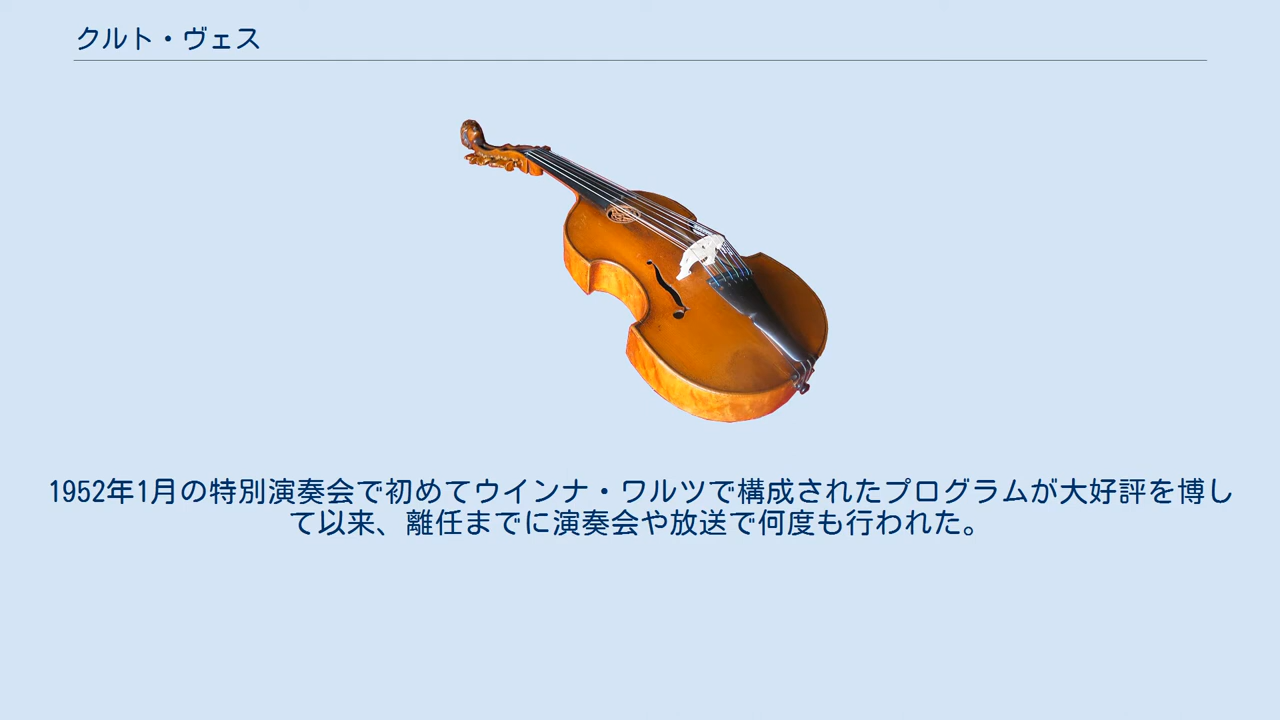 クルト・ヴェス
1952年1月の特別演奏会で初めてウインナ・ワルツで構成されたプログラムが大好評を博し
て以来、離任までに演奏会や放送で何度も行われた。